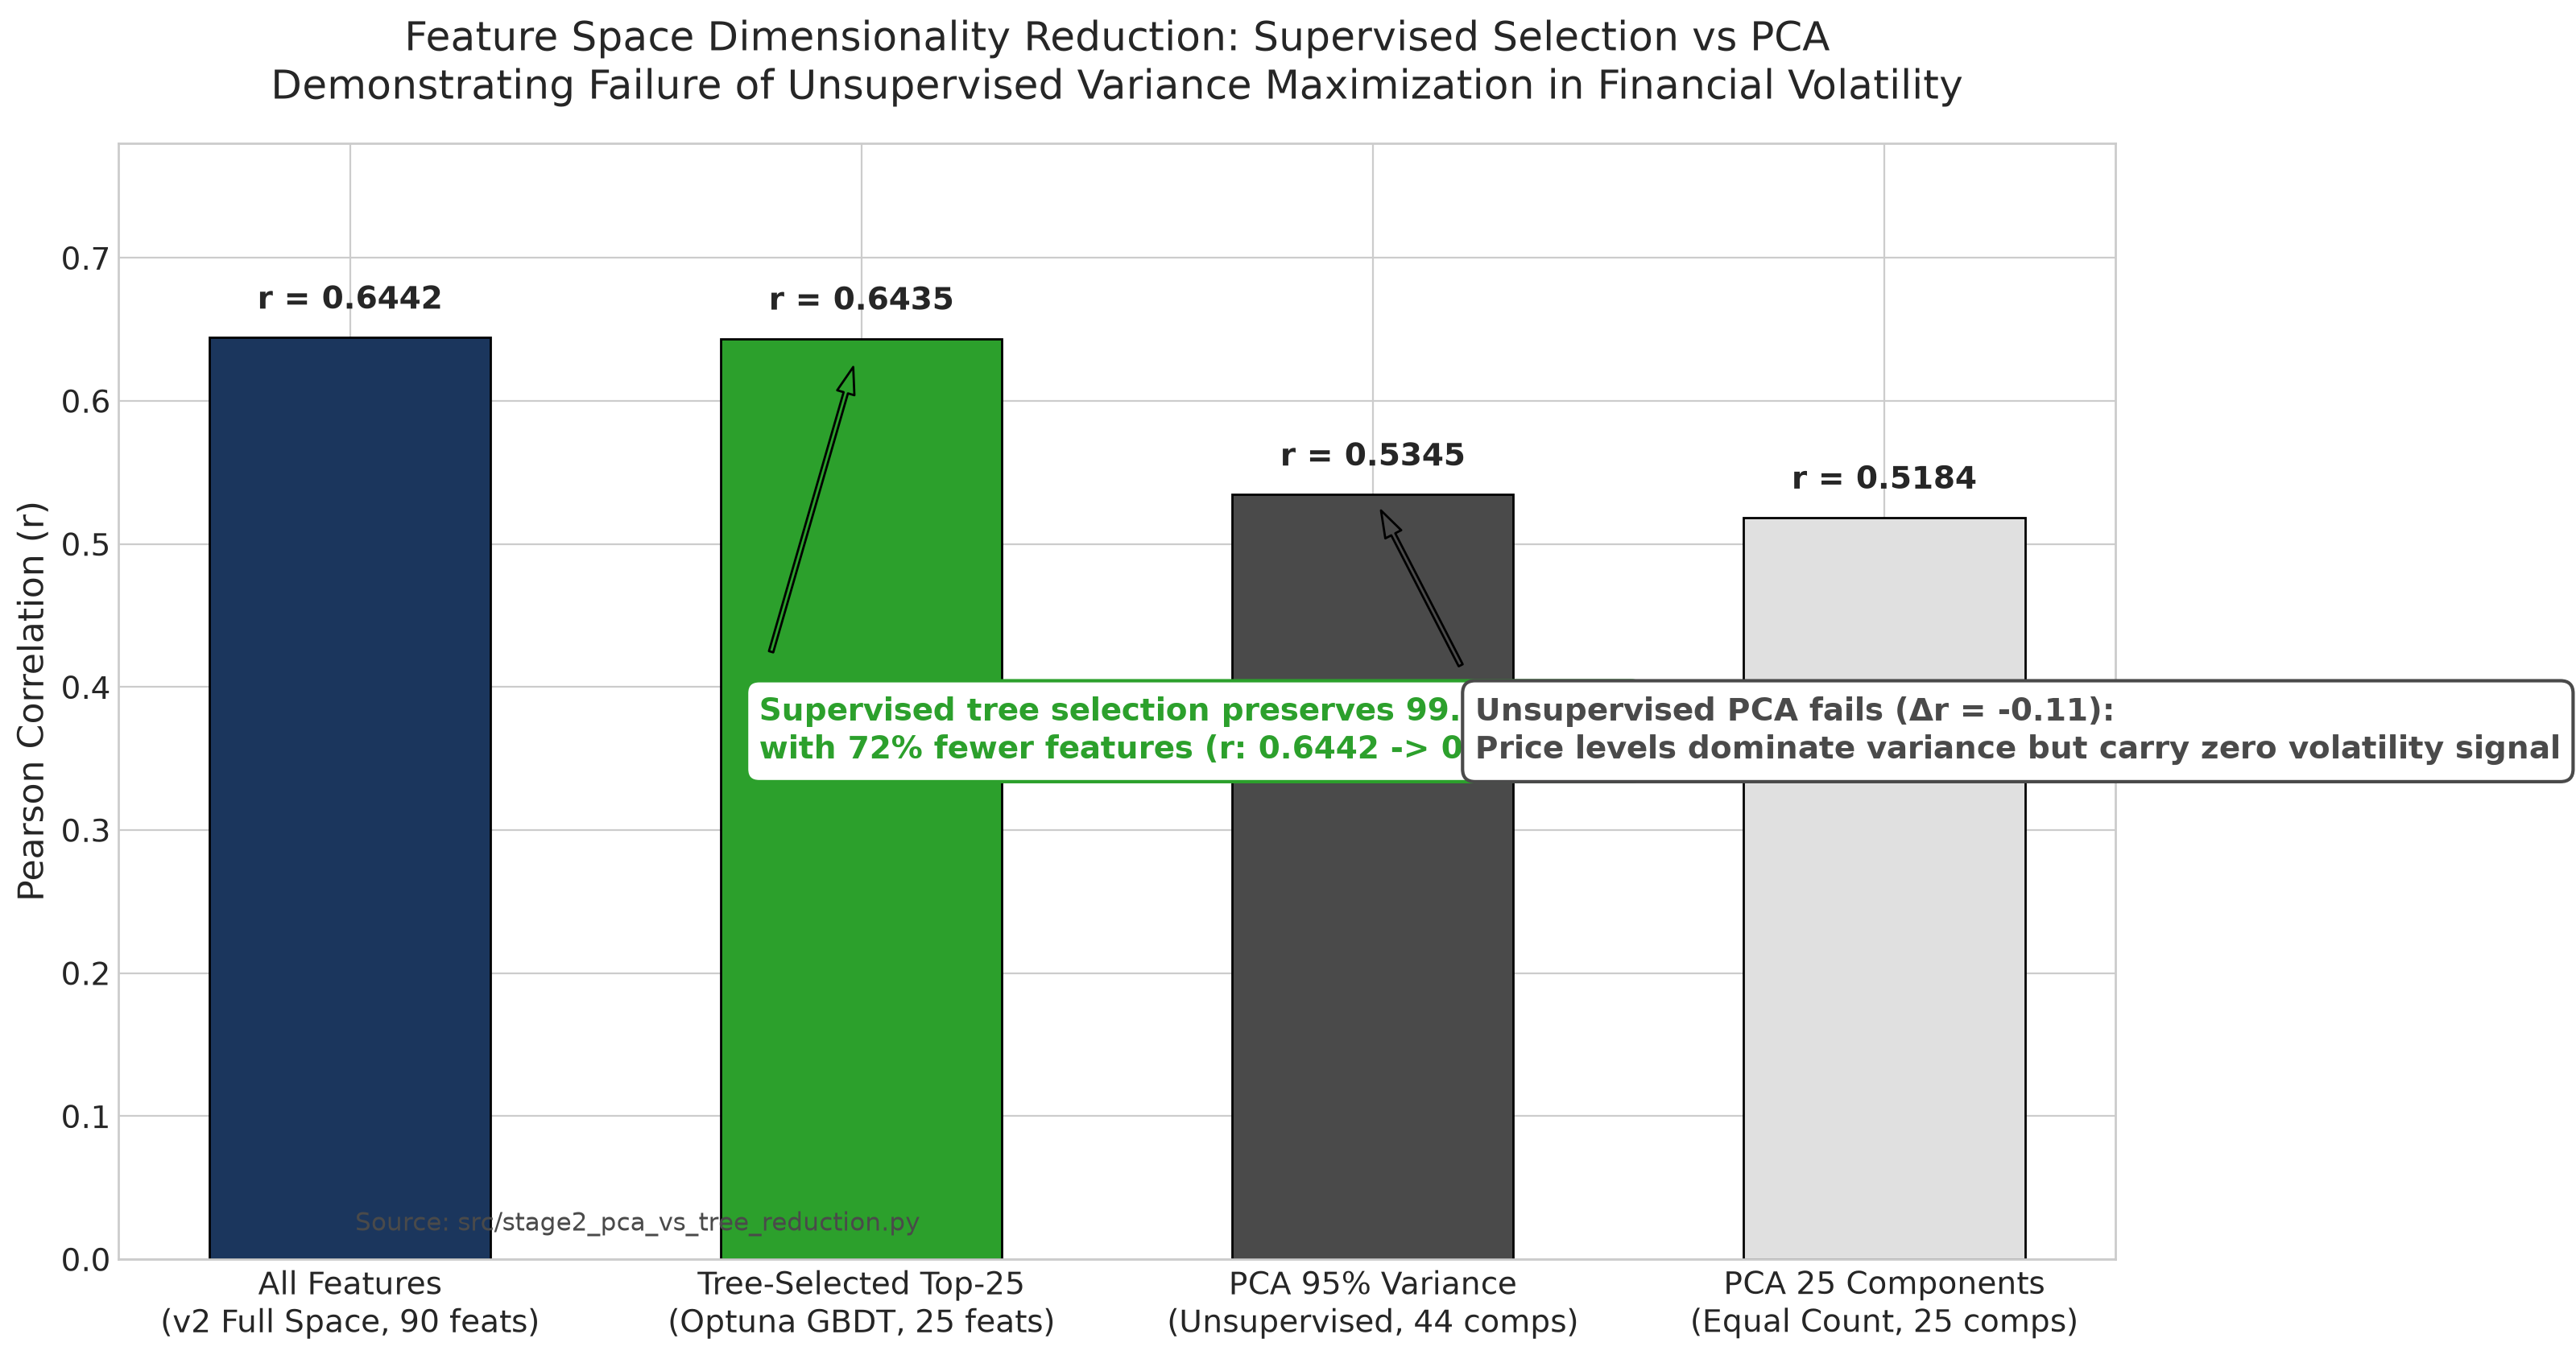 Feature Space Dimensionality Reduction: Supervised Selection vs PCA
Demonstrating Failure of Unsupervised Variance Maximization in Financial Volatility
Pearson Correlation (r)
0.7
0.6
0.5
0.4
0.3
0.2
0.1
0.0
r = 0.6442
r = 0.6435
r = 0.5345
r = 0.5184
Supervised tree selection preserves 99.
with 72% fewer features (r: 0.6442 -> 0
Unsupervised PCA fails (Δr = -0.11):
Price levels dominate variance but carry zero volatility signal
Source: src/stage2_pca_vs_tree_reduction.py
All Features
(v2 Full Space, 90 feats)
Tree-Selected Top-25
(Optuna GBDT, 25 feats)
PCA 95% Variance
(Unsupervised, 44 comps)
PCA 25 Components
(Equal Count, 25 comps)